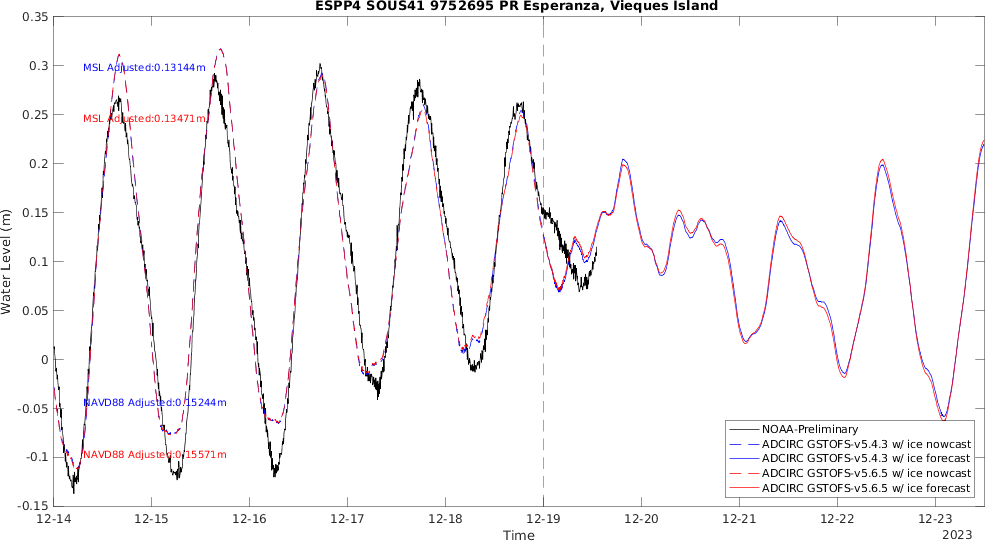 ESPP4 SOUS41 9752695 PR Esperanza, Vieques Island
0.35
0.3
0.25
0.2
0.15
0.1
0.05
0
-0.05
-0.1
-0.15
Water Level (m)
MSL Adjusted:0.13144m
MSL Adjusted:0.13471m
NAVD88 Adjusted:0.15244m
NAVD88 Adjusted:0.15571m
NOAA-Preliminary
ADCIRC GSTOFS-v5.4.3 w/ ice nowcast
ADCIRC GSTOFS-v5.4.3 w/ ice forecast
ADCIRC GSTOFS-v5.6.5 w/ ice nowcast
ADCIRC GSTOFS-v5.6.5 w/ ice forecast
12-14 12-15 12-16 12-17 12-18 12-19 12-20 12-21 12-22 12-23
Time
2023